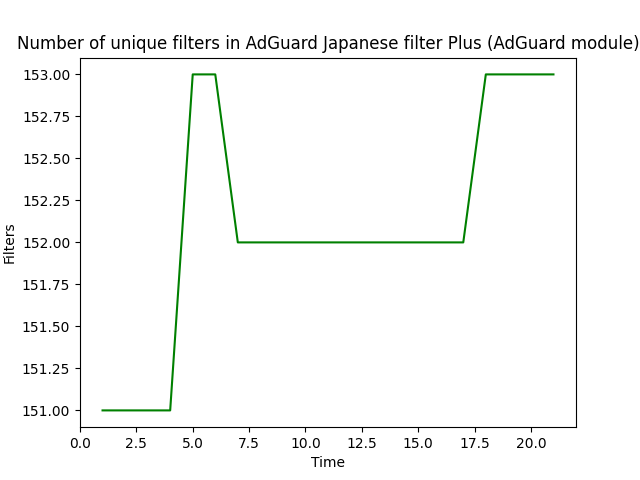 Number of unique filters in AdGuard Japanese filter Plus (AdGuard module)
153.00
152.75
152.50
152.25
152.00
151.75
151.50
151.25
151.00
Filters
0.0 2.5 5.0 7.5 10.0 12.5 15.0 17.5 20.0
Time